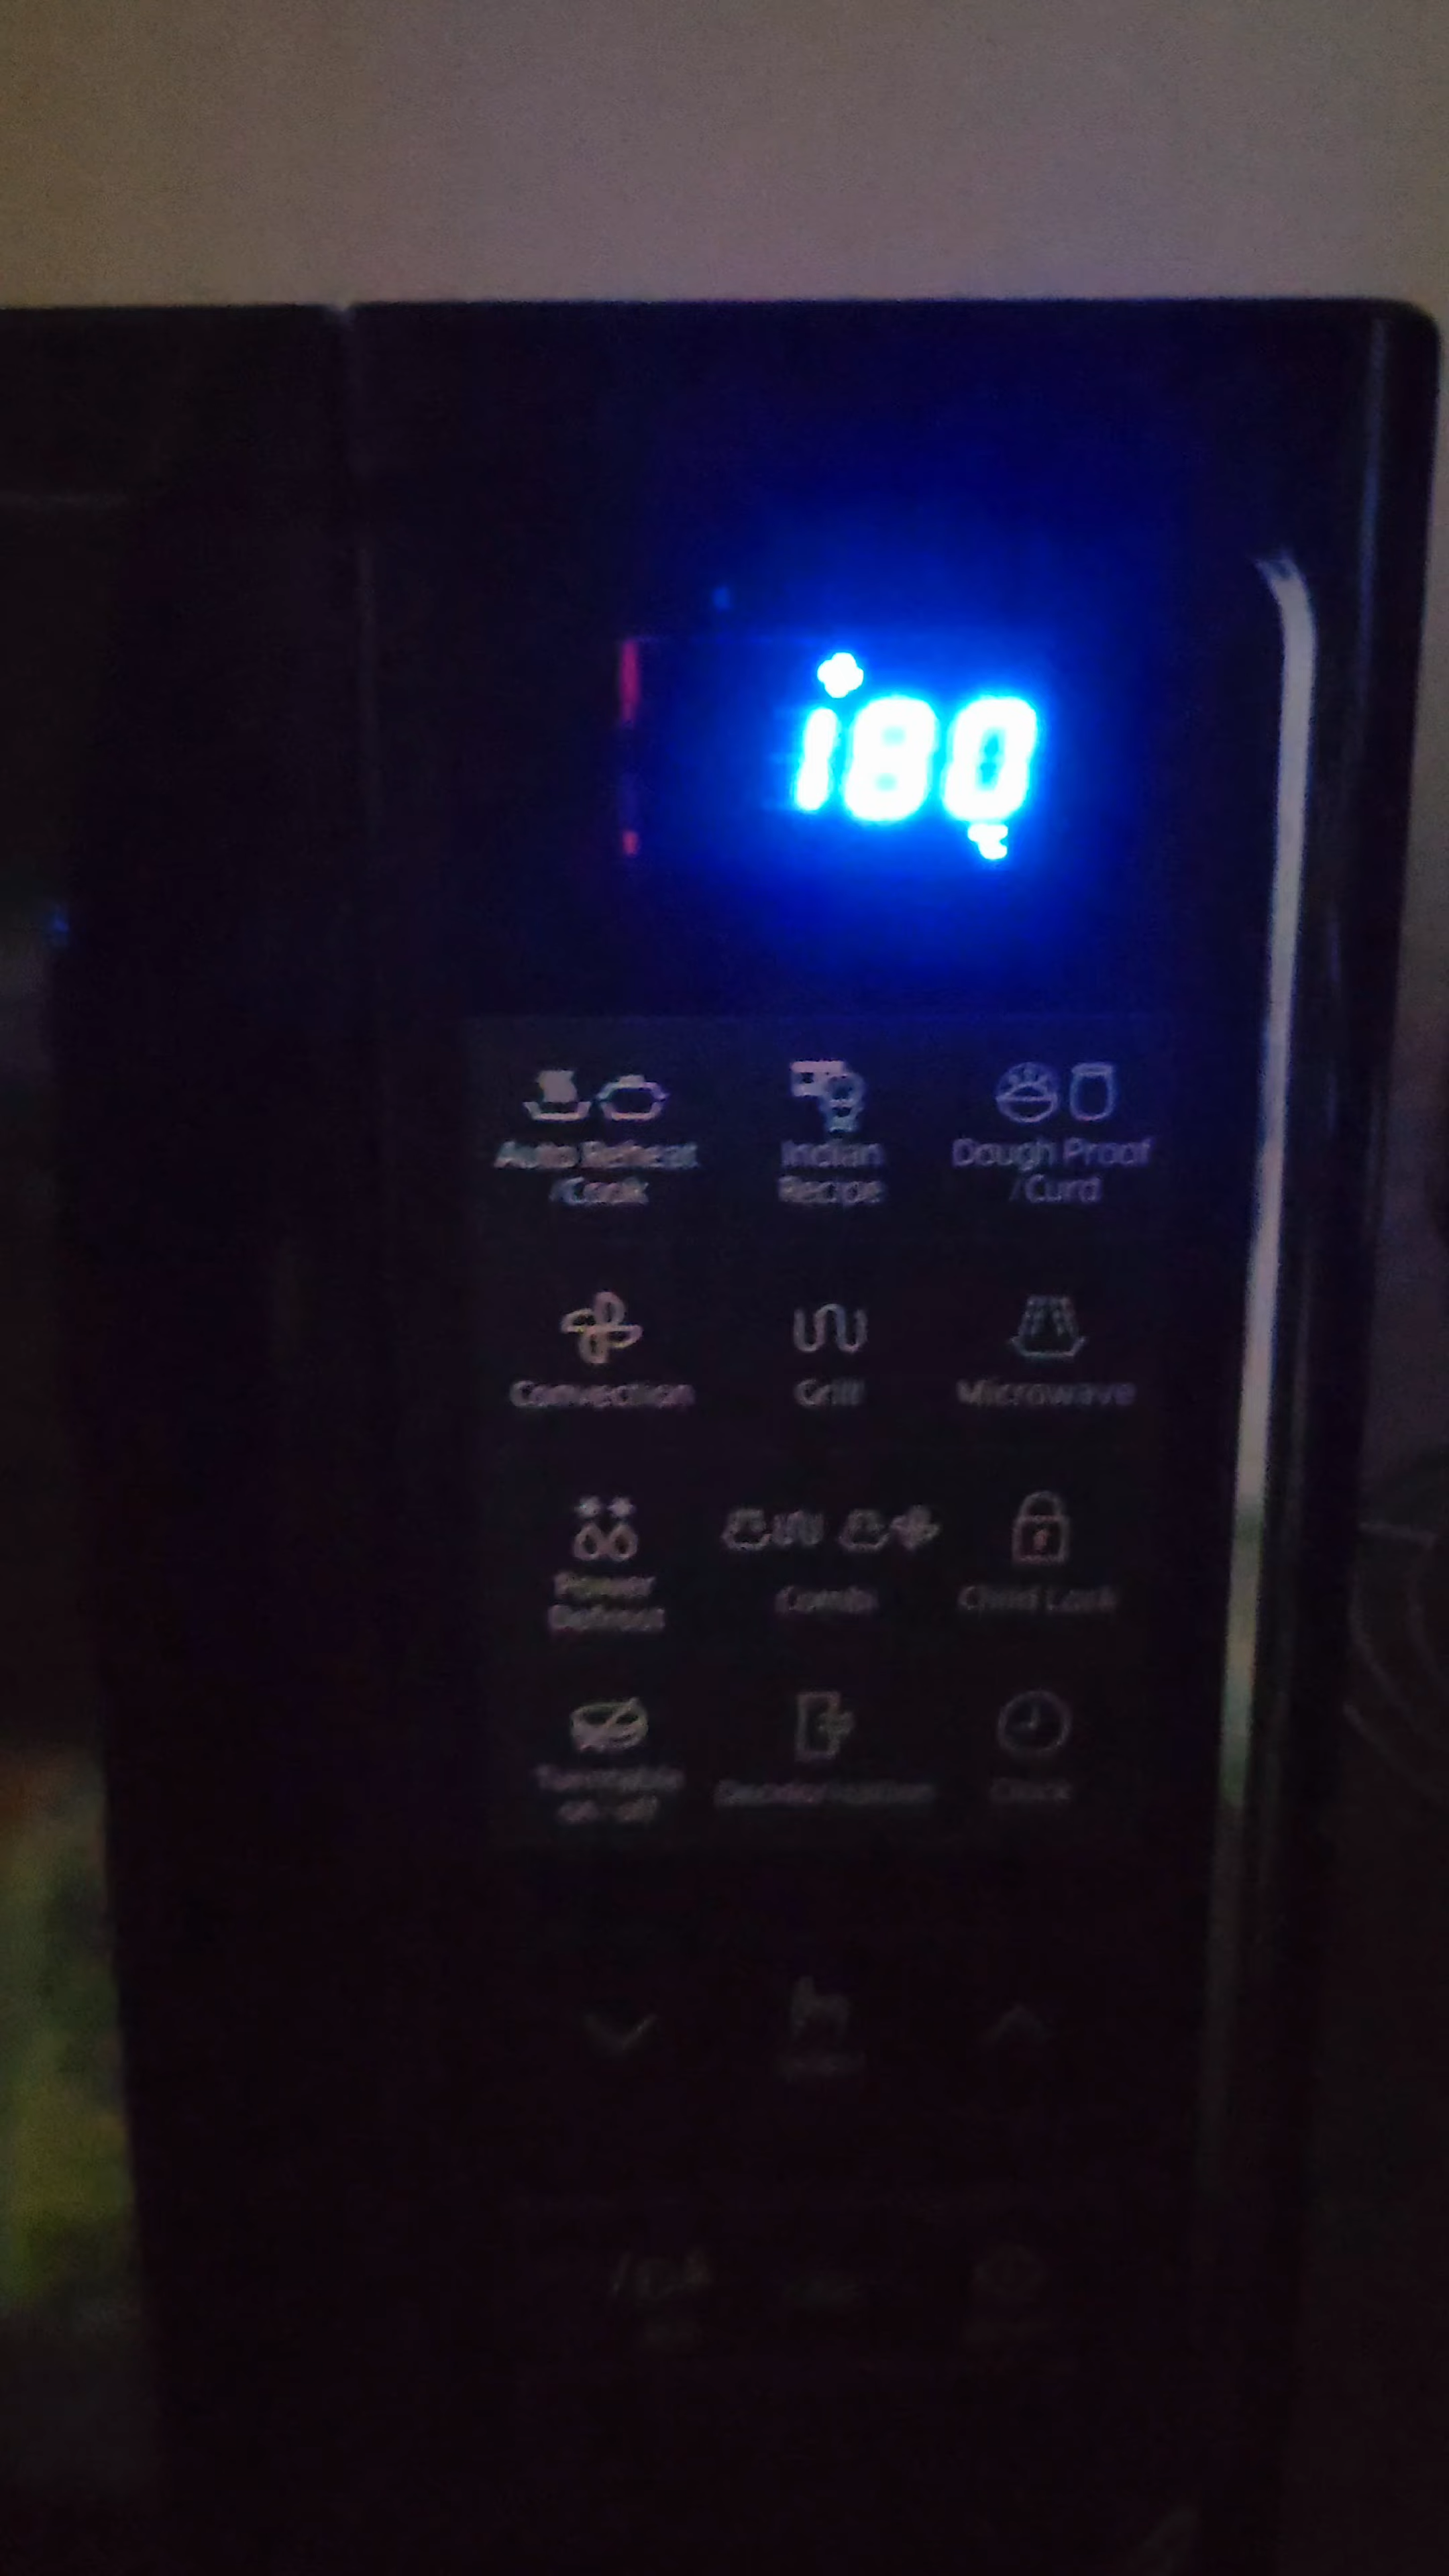 180
°C
Auto Reheat
/Cook
Indian
Recipe
Dough Proof
/Curd
Convection
Grill
Microwave
Power
Defrost
Combi
Child Lock
Turntable
on/off
Deodorization
Clock